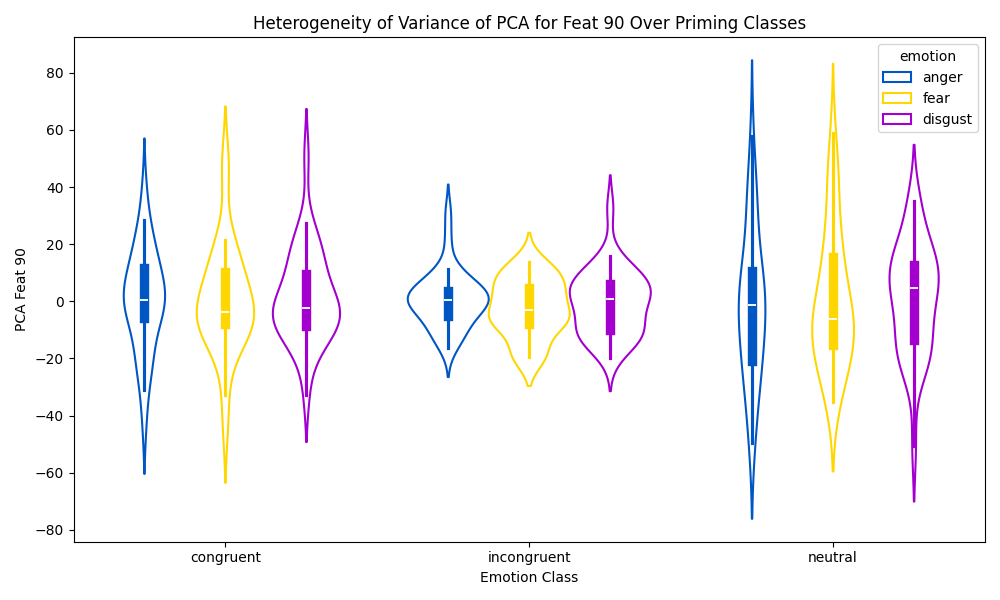 Heterogeneity of Variance of PCA for Feat 90 Over Priming Classes
emotion
anger
fear
disgust
PCA Feat 90
80
60
40
20
0
−20
−40
−60
−80
congruent
incongruent
neutral
Emotion Class